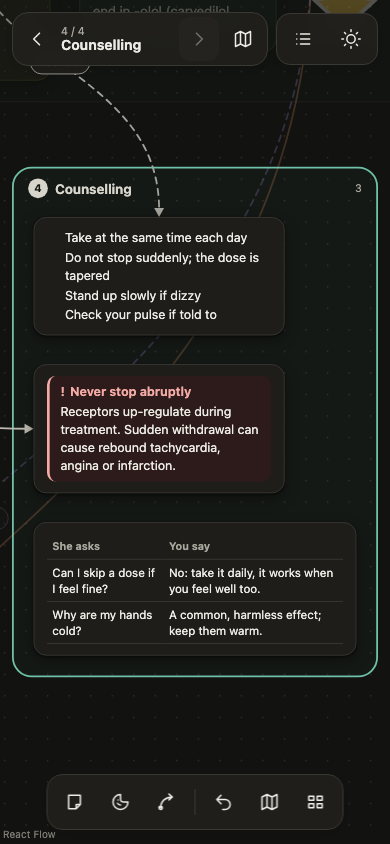 end in -olol (carvedilol
4 / 4
Counselling
4 Counselling 3
Take at the same time each day
Do not stop suddenly; the dose is
tapered
Stand up slowly if dizzy
Check your pulse if told to
! Never stop abruptly
Receptors up-regulate during
treatment. Sudden withdrawal can
cause rebound tachycardia,
angina or infarction.
She asks You say
Can I skip a dose if No: take it daily, it works when
I feel fine? you feel well too.
Why are my hands A common, harmless effect;
cold? keep them warm.
React Flow